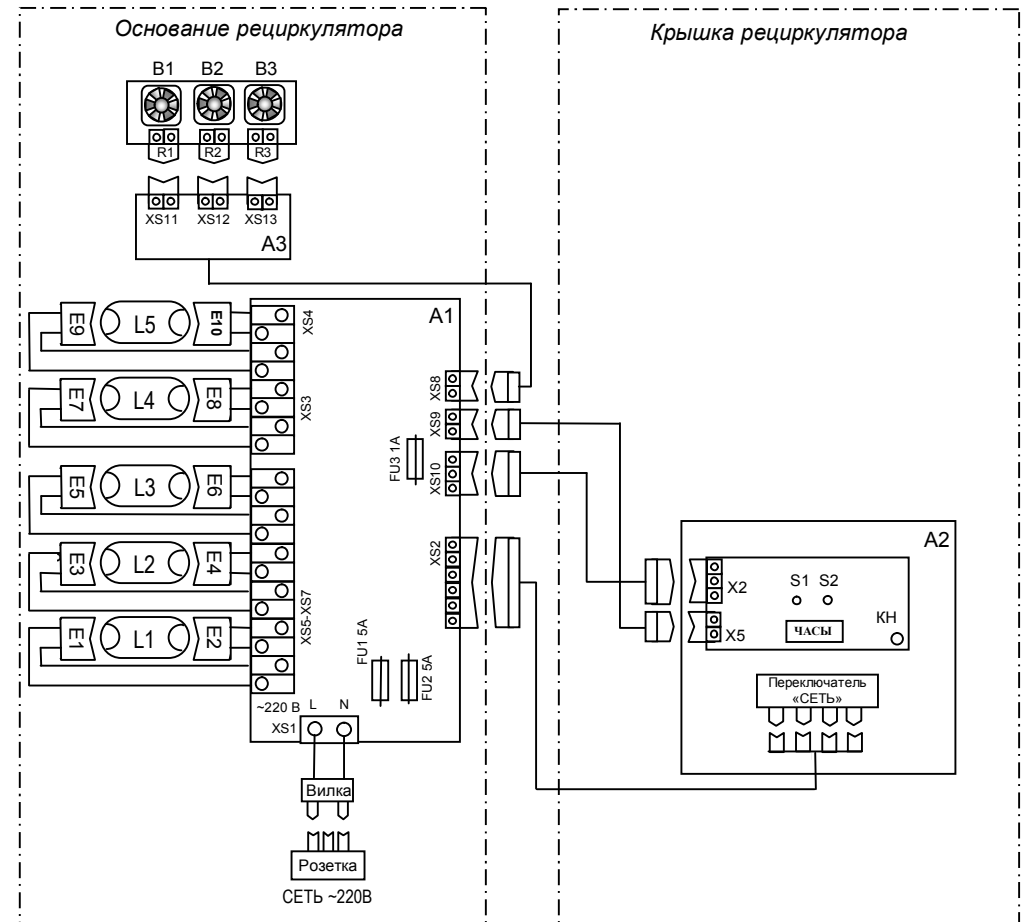 Основание рециркулятора
Крышка рециркулятора
B1 B2 B3
R1 R2 R3
XS11 XS12 XS13
A3
A1
E9 L5 E10 XS4
E7 L4 E8 XS3
E5 L3 E6
E3 L2 E4
E1 L1 E2 XS5-XS7
XS8
XS9
FU3 1A
XS10
XS2
FU1 5A
FU2 5A
~220 В L N
XS1
Вилка
Розетка
СЕТЬ ~220В
A2
X2
S1 S2
ЧАСЫ
КН
X5
Переключатель
«СЕТЬ»